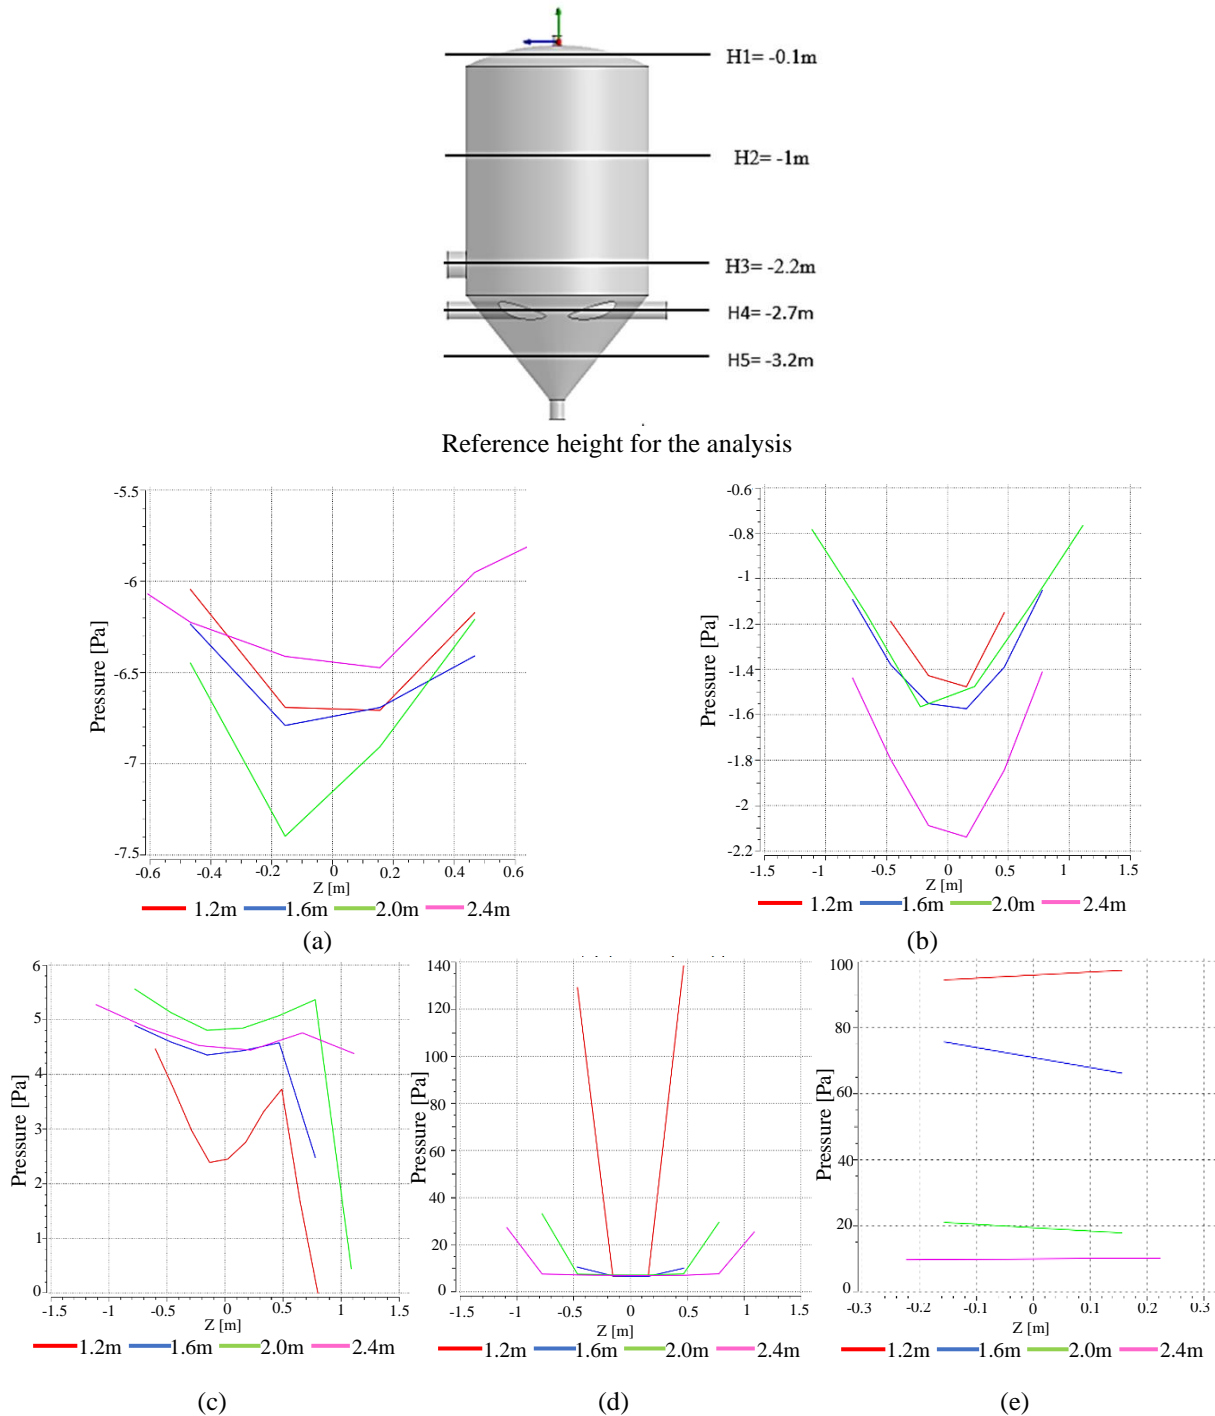 H1= -0.1m
H2= -1m
H3= -2.2m
H4= -2.7m
H5= -3.2m
Reference height for the analysis
Pressure [Pa]
-5.5
-6
-6.5
-7
-7.5
-0.6 -0.4 -0.2 0 0.2 0.4 0.6
Z [m]
1.2m 1.6m 2.0m 2.4m
(a)
Pressure [Pa]
-0.6
-0.8
-1
-1.2
-1.4
-1.6
-1.8
-2
-2.2
-1.5 -1 -0.5 0 0.5 1 1.5
Z [m]
1.2m 1.6m 2.0m 2.4m
(b)
Pressure [Pa]
6
5
4
3
2
1
0
-1.5 -1 -0.5 0 0.5 1 1.5
Z [m]
1.2m 1.6m 2.0m 2.4m
(c)
Pressure [Pa]
140
120
100
80
60
40
20
0
-1.5 -1 -0.5 0 0.5 1 1.5
Z [m]
1.2m 1.6m 2.0m 2.4m
(d)
Pressure [Pa]
100
80
60
40
20
0
-0.3 -0.2 -0.1 0 0.1 0.2 0.3
Z [m]
1.2m 1.6m 2.0m 2.4m
(e)